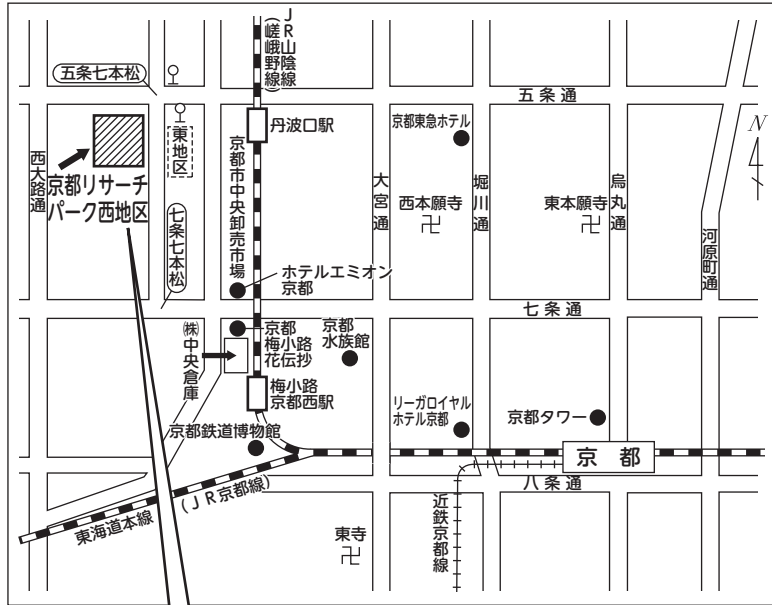 JR山陰線
(嵯峨野線)
五条七本松
五条通
丹波口駅
京都東急ホテル
N
東地区
西大路通
京都リサーチ
パーク西地区
京都市中央卸売市場
大宮通
西本願寺
卍
堀川通
東本願寺
卍
烏丸通
河原町通
七条七本松
ホテルエミオン
京都
七条通
㈱中央倉庫
京都
梅小路
花伝抄
京都
水族館
梅小路
京都西駅
リーガロイヤル
ホテル京都
京都タワー
京都鉄道博物館
京都
八条通
東海道本線
(JR京都線)
近鉄京都線
東寺
卍